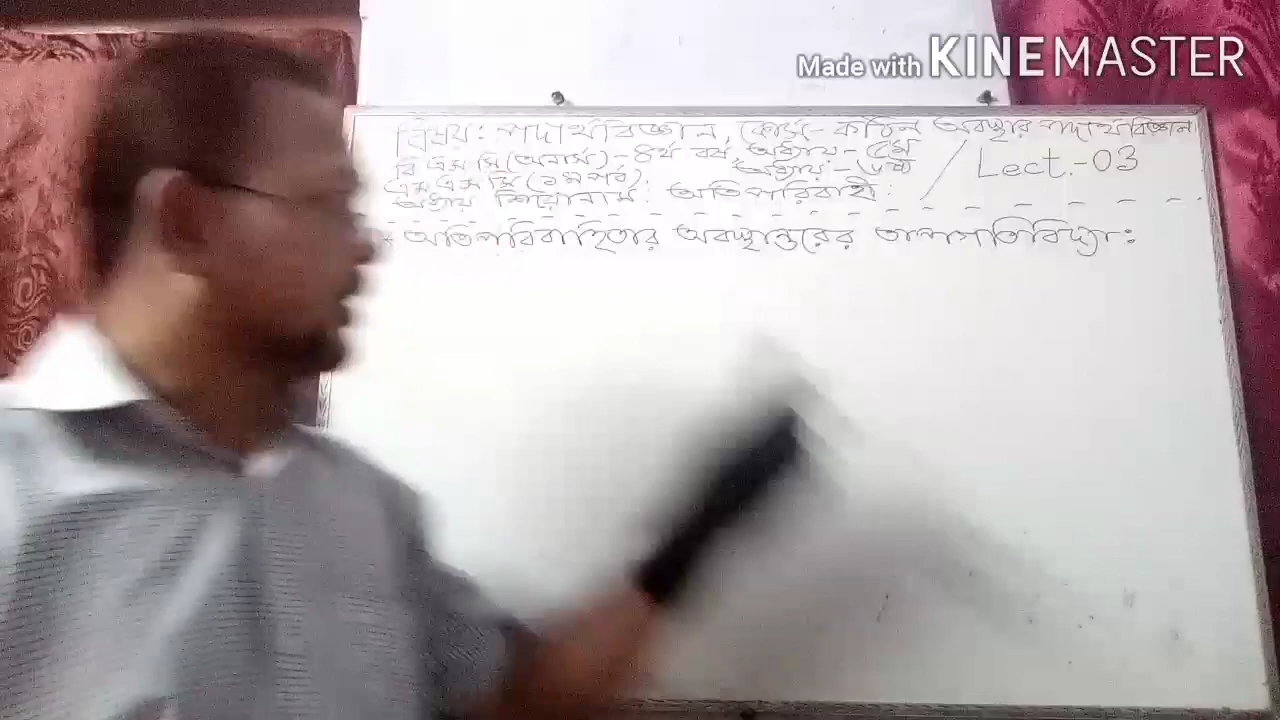 Made with KINEMASTER
বিষয়: পদার্থবিজ্ঞান, কোর্স - কঠিন অবস্থার পদার্থবিজ্ঞান
বি এস সি (অনার্স) - ৪র্থ বর্ষ, অধ্যায় - ৫ম
এম এস সি (১ম পর্ব), অধ্যায় - ৬ষ্ঠ
Lect.-03
অধ্যায় শিরোনাম: অতিপরিবাহী:
* অতিপরিবাহিতার অবস্থান্তরের তাপগতিবিদ্যা: